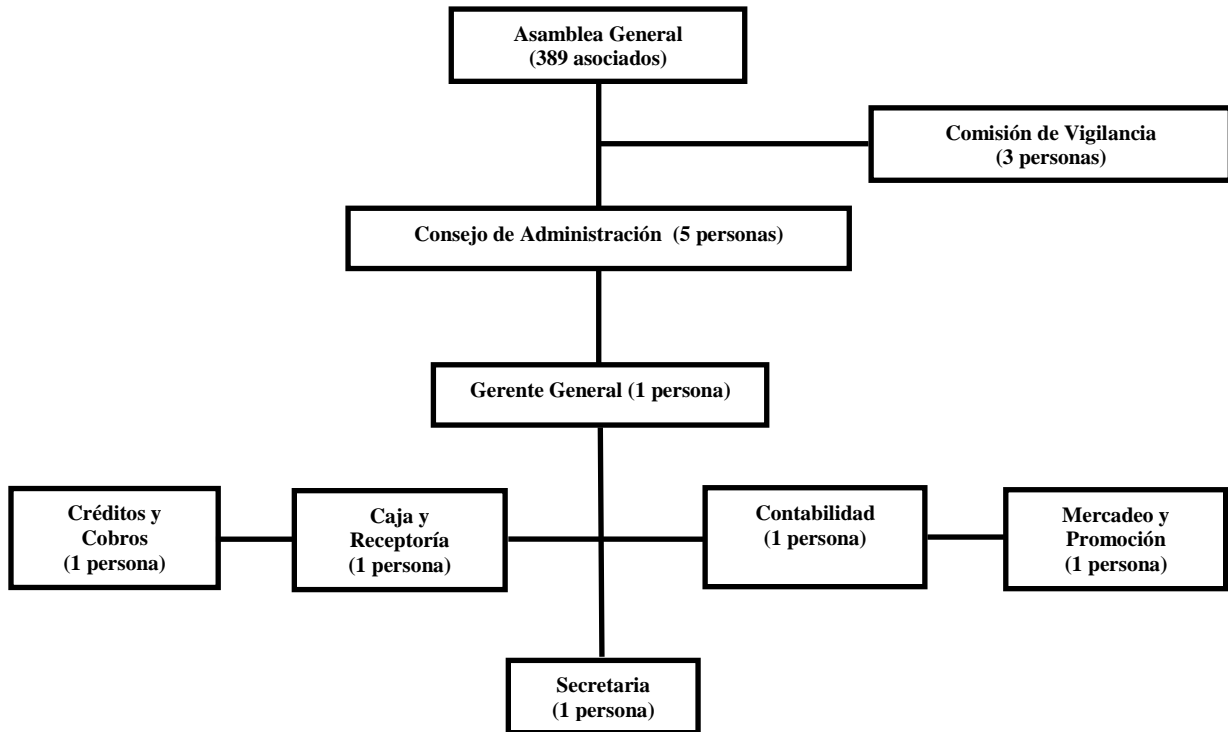 Asamblea General
(389 asociados)
Comisión de Vigilancia
(3 personas)
Consejo de Administración (5 personas)
Gerente General (1 persona)
Créditos y
Cobros
(1 persona)
Caja y
Receptoría
(1 persona)
Contabilidad
(1 persona)
Mercadeo y
Promoción
(1 persona)
Secretaria
(1 persona)